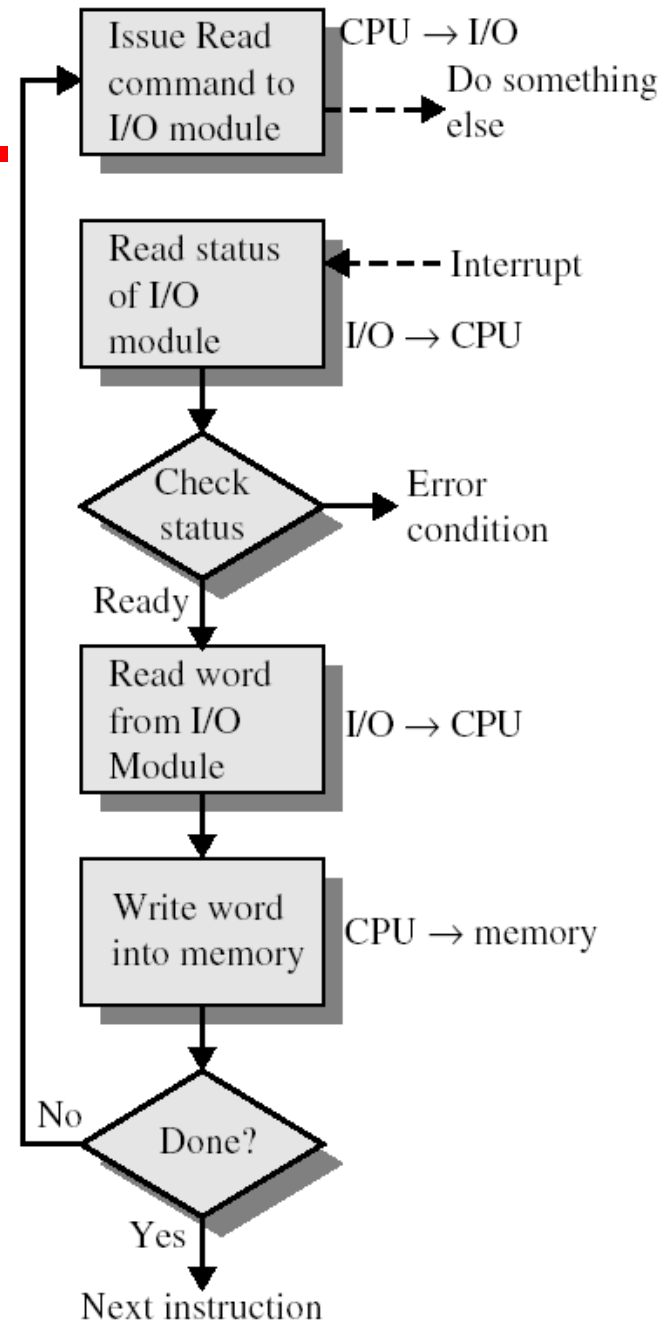 Issue Read
command to
I/O module
CPU → I/O
Do something
else
Read status
of I/O
module
Interrupt
I/O → CPU
Check
status
Error
condition
Ready
Read word
from I/O
Module
I/O → CPU
Write word
into memory
CPU → memory
No
Done?
Yes
Next instruction